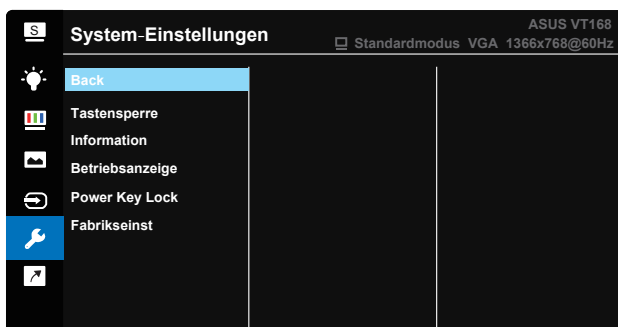 S
System-Einstellungen
ASUS VT168
Standardmodus VGA 1366x768@60Hz
Back
Tastensperre
Information
Betriebsanzeige
Power Key Lock
Fabrikseinst